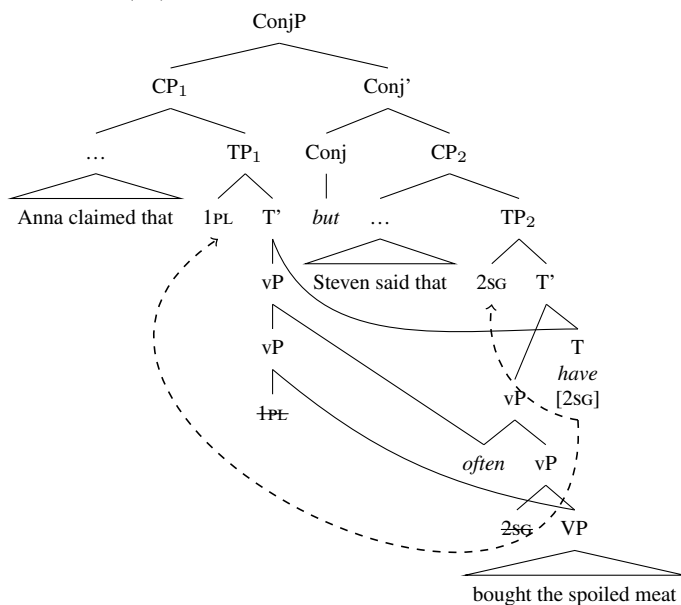 ConjP
CP₁ Conj'
... TP₁ Conj CP₂
Anna claimed that 1PL T' but ... TP₂
Steven said that 2SG T'
vP
vP T
have
vP [2SG]
1PL
often vP
2SG VP
bought the spoiled meat